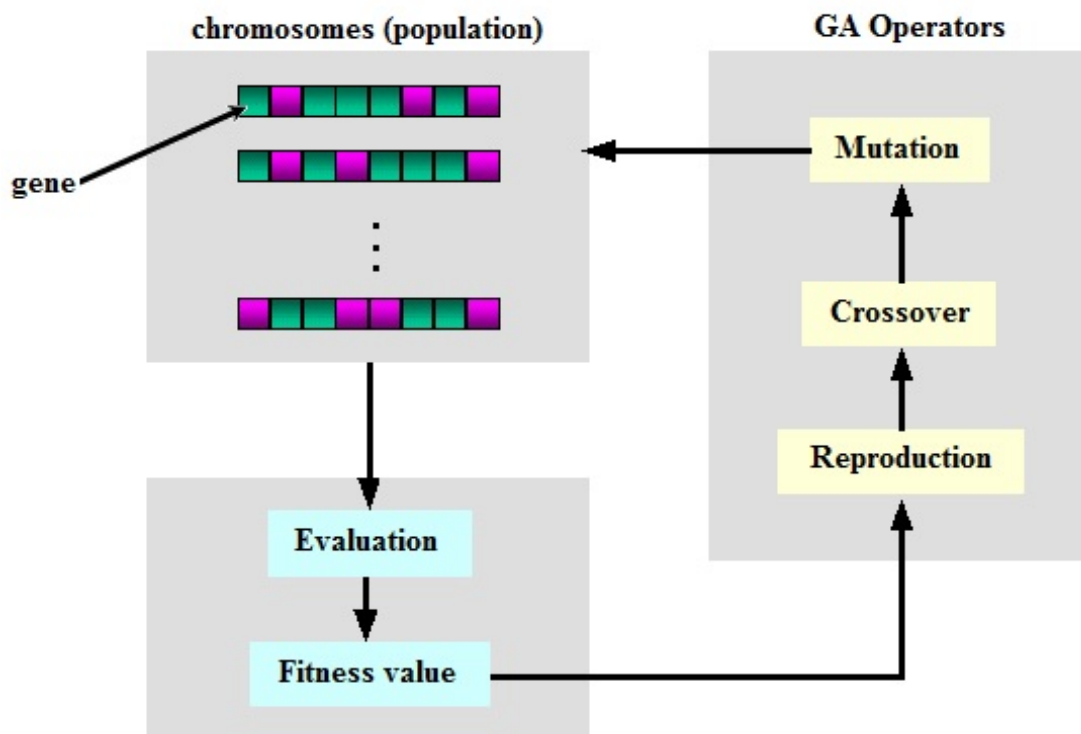 chromosomes (population)
GA Operators
gene
Mutation
Crossover
Reproduction
Evaluation
Fitness value